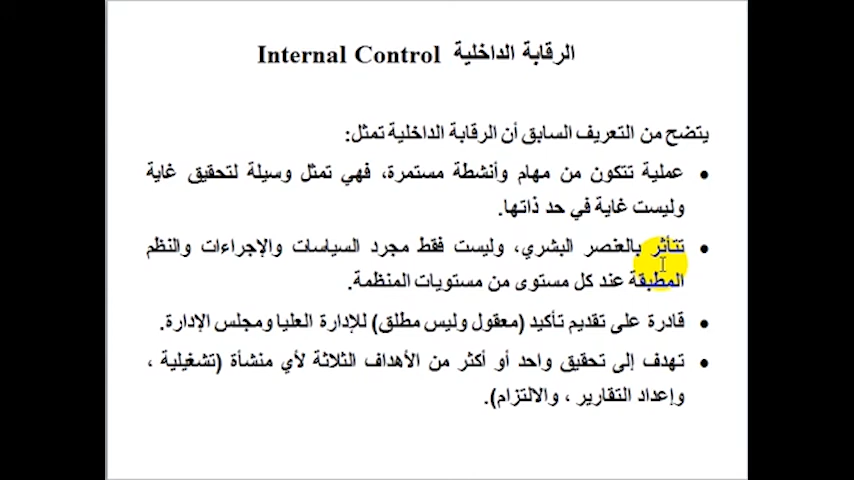 الرقابة الداخلية Internal Control
يتضح من التعريف السابق أن الرقابة الداخلية تمثل:
• عملية تتكون من مهام وأنشطة مستمرة، فهي تمثل وسيلة لتحقيق غاية
وليست غاية في حد ذاتها.
• تتأثر بالعنصر البشري، وليست فقط مجرد السياسات والإجراءات والنظم
المطبقة عند كل مستوى من مستويات المنظمة.
• قادرة على تقديم تأكيد (معقول وليس مطلق) للإدارة العليا ومجلس الإدارة.
• تهدف إلى تحقيق واحد أو أكثر من الأهداف الثلاثة لأي منشأة (تشغيلية ،
وإعداد التقارير ، والالتزام).